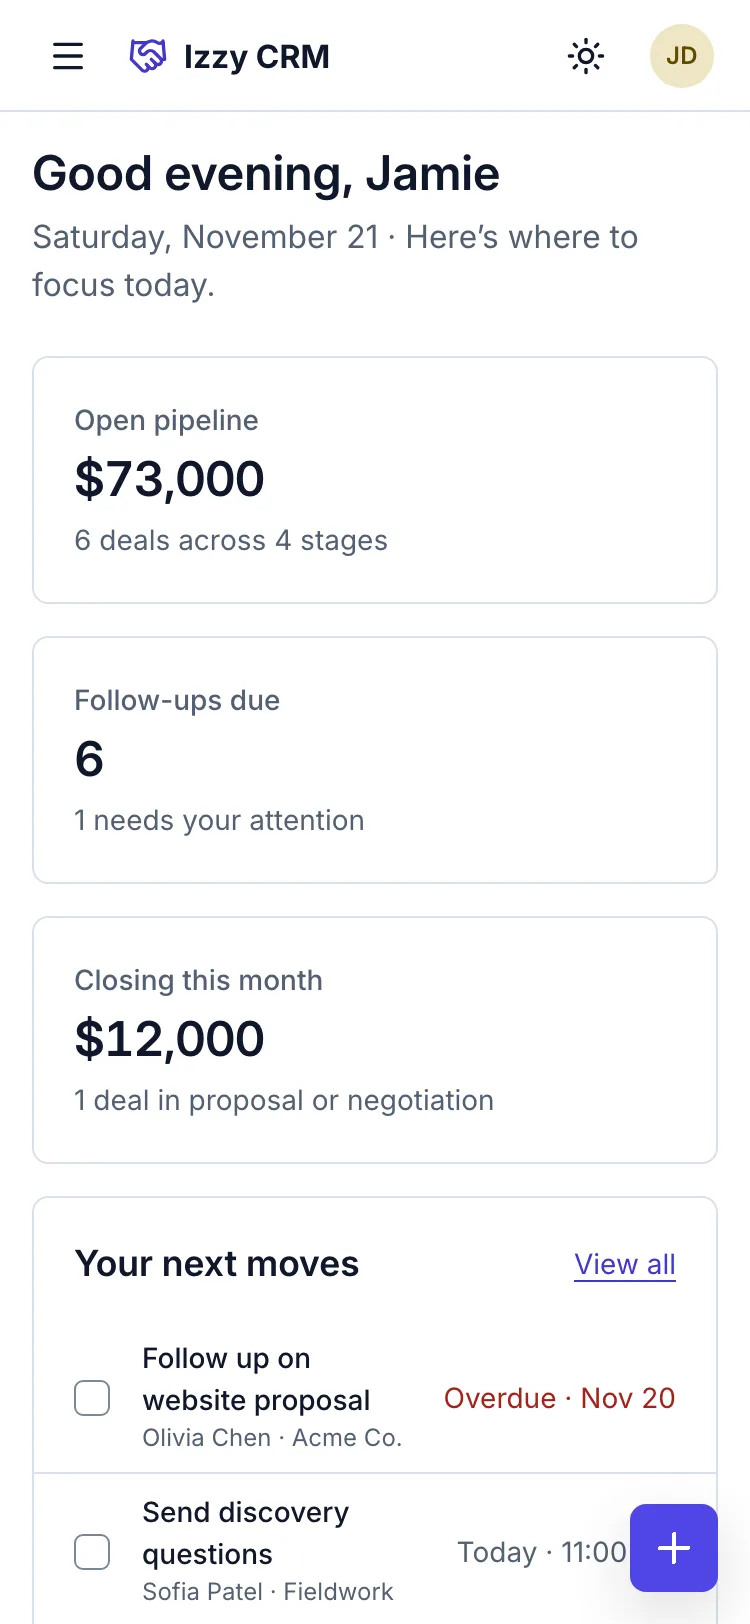 Izzy CRM
JD
Good evening, Jamie
Saturday, November 21 · Here’s where to
focus today.
Open pipeline
$73,000
6 deals across 4 stages
Follow-ups due
6
1 needs your attention
Closing this month
$12,000
1 deal in proposal or negotiation
Your next moves
View all
Follow up on
website proposal
Overdue · Nov 20
Olivia Chen · Acme Co.
Send discovery
questions
Today · 11:00
Sofia Patel · Fieldwork